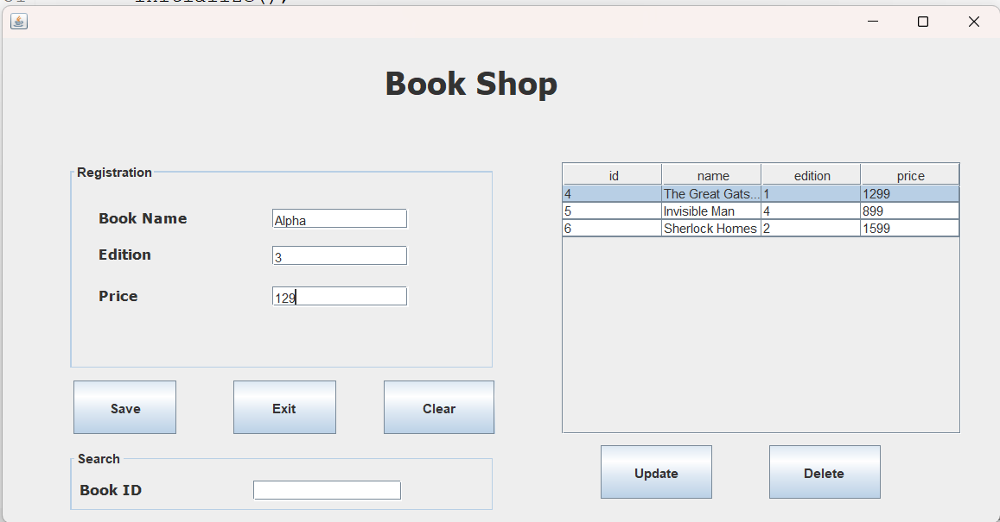 initialize();
Book Shop
Registration
Book Name Alpha
Edition 3
Price 129
Save Exit Clear
Search
Book ID
id name edition price
4 The Great Gats... 1 1299
5 Invisible Man 4 899
6 Sherlock Homes 2 1599
Update Delete